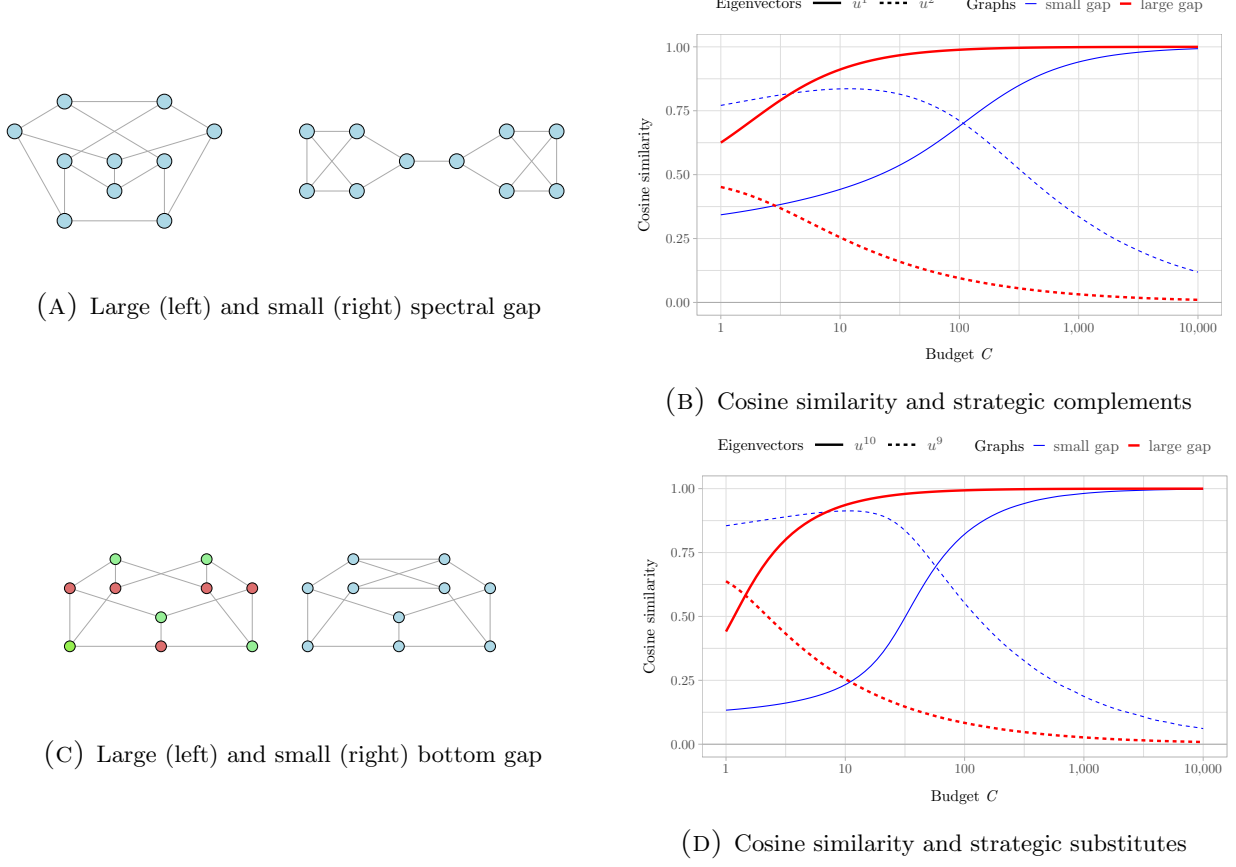 Eigenvectors u¹ u² Graphs small gap large gap
1.00
0.75
0.50
0.25
0.00
Cosine similarity
1 10 100 1,000 10,000
Budget C
(A) Large (left) and small (right) spectral gap
(B) Cosine similarity and strategic complements
Eigenvectors u¹⁰ u⁹ Graphs small gap large gap
1.00
0.75
0.50
0.25
0.00
Cosine similarity
1 10 100 1,000 10,000
Budget C
(C) Large (left) and small (right) bottom gap
(D) Cosine similarity and strategic substitutes